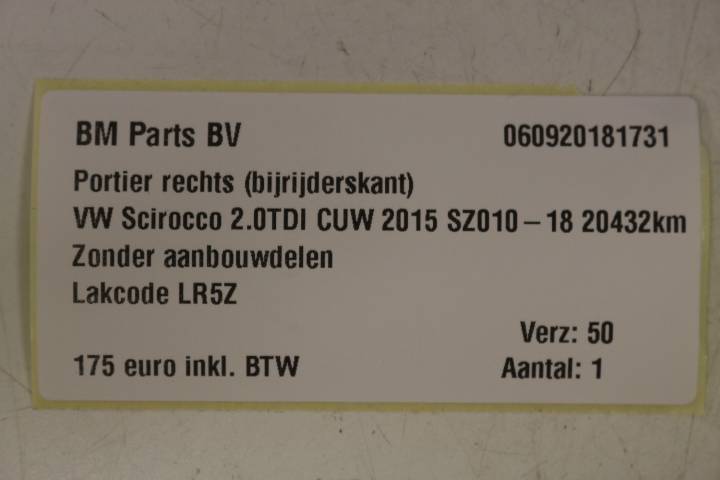 BM Parts BV 060920181731
Portier rechts (bijrijderskant)
VW Scirocco 2.0TDI CUW 2015 SZ010-18 20432km
Zonder aanbouwdelen
Lakcode LR5Z
Verz: 50
175 euro inkl. BTW Aantal: 1